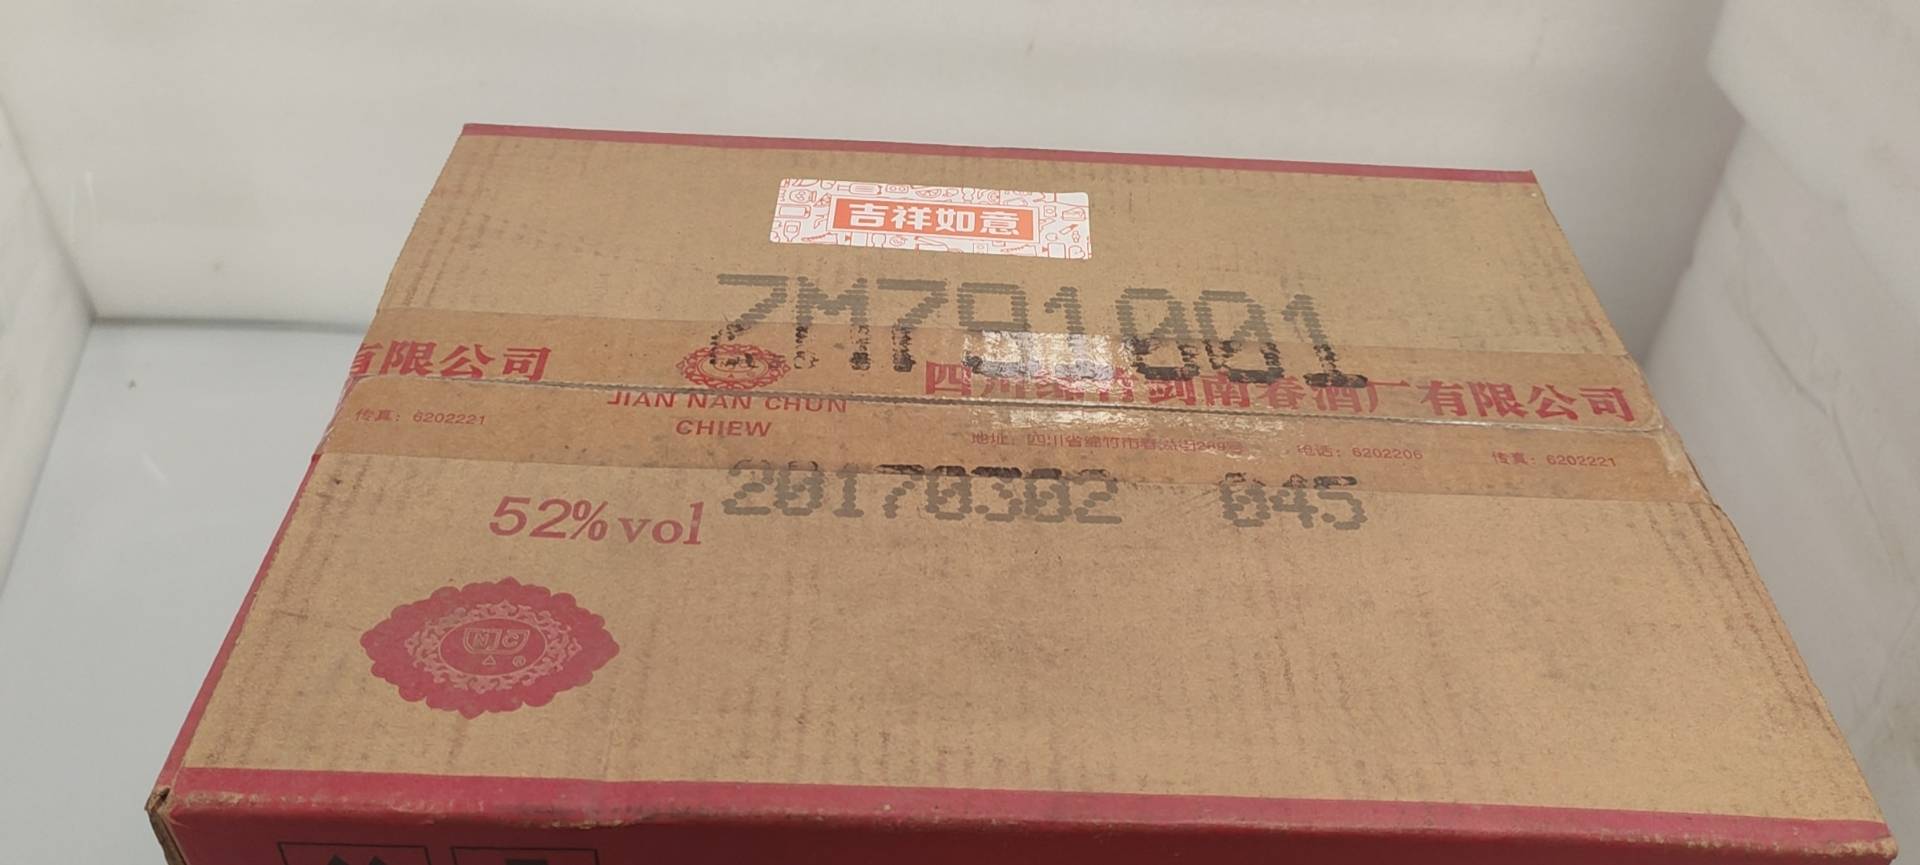 吉祥如意
7M791001
有限公司
四川绵竹剑南春酒厂有限公司
JIAN NAN CHUN
CHIEW
传真：6202221
地址：四川省绵竹市春溢街289号 电话：6202206 传真：6202221
20170302 045
52%vol
NC
®